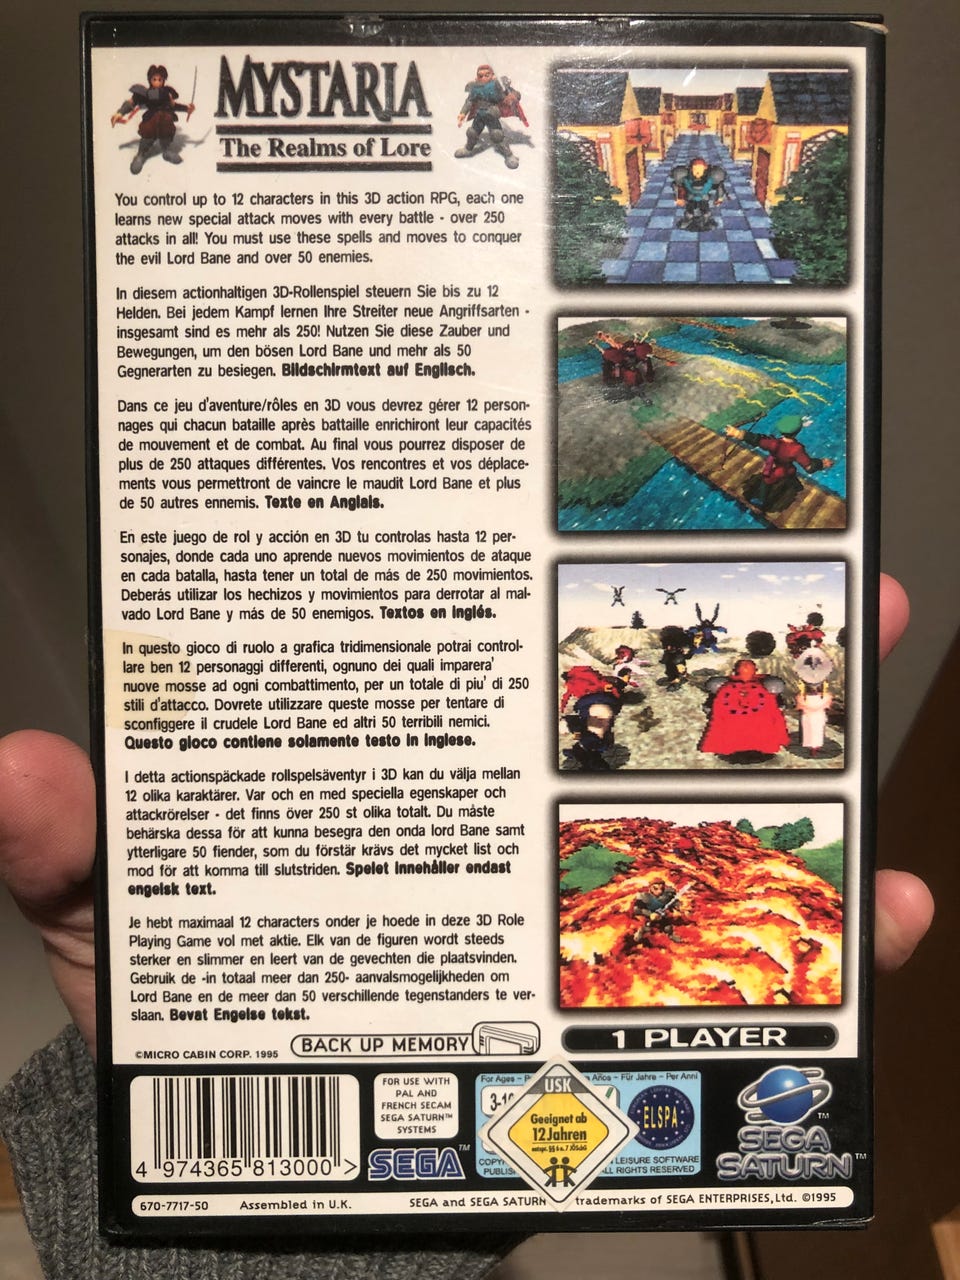 MYSTARIA
The Realms of Lore
You control up to 12 characters in this 3D action RPG, each one
learns new special attack moves with every battle - over 250
attacks in all! You must use these spells and moves to conquer
the evil Lord Bane and over 50 enemies.
In diesem actionhaltigen 3D-Rollenspiel steuern Sie bis zu 12
Helden. Bei jedem Kampf lernen Ihre Streiter neue Angriffsarten -
insgesamt sind es mehr als 250! Nutzen Sie diese Zauber und
Bewegungen, um den bösen Lord Bane und mehr als 50
Gegnerarten zu besiegen. Bildschirmtext auf Englisch.
Dans ce jeu d'aventure/rôles en 3D vous devrez gérer 12 person-
nages qui chacun bataille après battaille enrichiront leur capacités
de mouvement et de combat. Au final vous pourrez disposer de
plus de 250 attaques différentes. Vos rencontres et vos déplace-
ments vous permettront de vaincre le maudit Lord Bane et plus
de 50 autres ennemis. Texte en Anglais.
En este juego de rol y acción en 3D tu controlas hasta 12 per-
sonajes, donde cada uno aprende nuevos movimientos de ataque
en cada batalla, hasta tener un total de más de 250 movimientos.
Deberás utilizar los hechizos y movimientos para derrotar al mal-
vado Lord Bane y más de 50 enemigos. Textos en Inglés.
In questo gioco di ruolo a grafica tridimensionale potrai control-
lare ben 12 personaggi differenti, ognuno dei quali imparera'
nuove mosse ad ogni combattimento, per un totale di piu' di 250
stili d'attacco. Dovrete utilizzare queste mosse per tentare di
sconfiggere il crudele Lord Bane ed altri 50 terribili nemici.
Questo gioco contiene solamente testo in Inglese.
I detta actionspäckade rollspelsäventyr i 3D kan du välja mellan
12 olika karaktärer. Var och en med speciella egenskaper och
attackrörelser - det finns över 250 st olika totalt. Du måste
behärska dessa för att kunna besegra den onda lord Bane samt
ytterligare 50 fiender, som du förstår krävs det mycket list och
mod för att komma till slutstriden. Spelet innehåller endast
engelsk text.
Je hebt maximaal 12 characters onder je hoede in deze 3D Role
Playing Game vol met aktie. Elk van de figuren wordt steeds
sterker en slimmer en leert van de gevechten die plaatsvinden.
Gebruik de -in totaal meer dan 250- aanvalsmogelijkheden om
Lord Bane en de meer dan 50 verschillende tegenstanders te ver-
slaan. Bevat Engelse tekst.
©MICRO CABIN CORP. 1995
BACK UP MEMORY
1 PLAYER
4 974365 813000 >
FOR USE WITH
PAL AND
FRENCH SECAM
SEGA SATURN™
SYSTEMS
SEGA™
For Ages - Años - Für Jahre - Per Anni
3-10
ELSPA
LEISURE SOFTWARE
ALL RIGHTS RESERVED
USK
Geeignet ab
12 Jahren
SEGA
SATURN™
670-7717-50
Assembled in U.K.
SEGA and SEGA SATURN trademarks of SEGA ENTERPRISES, Ltd. ©1995